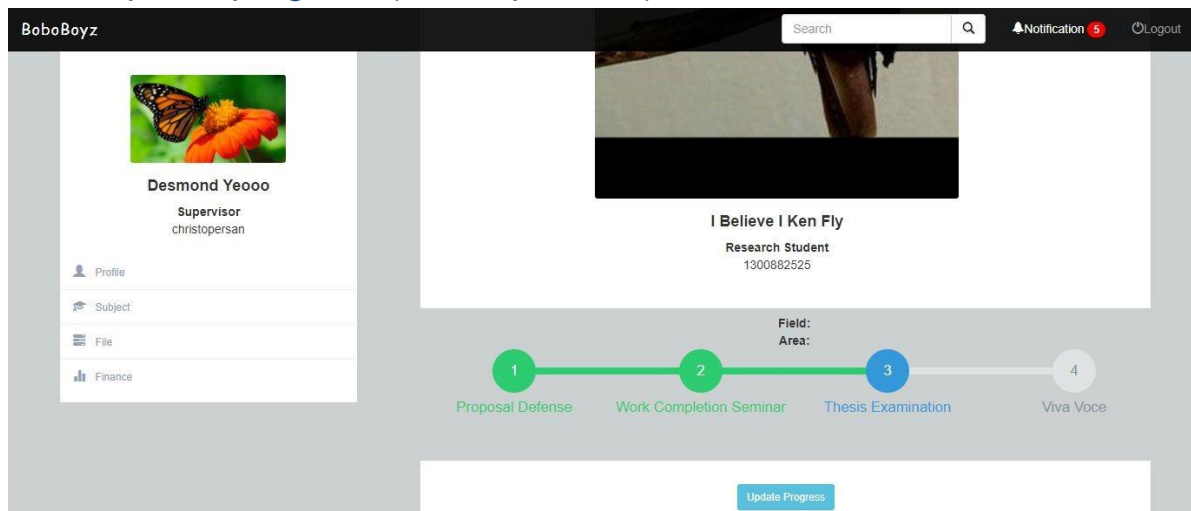 BoboBoyz
Search
Notification 5
Logout
Desmond Yeooo
Supervisor
christopersan
Profile
Subject
File
Finance
I Believe I Ken Fly
Research Student
1300882525
Field:
Area:
1
2
3
4
Proposal Defense
Work Completion Seminar
Thesis Examination
Viva Voce
Update Progress